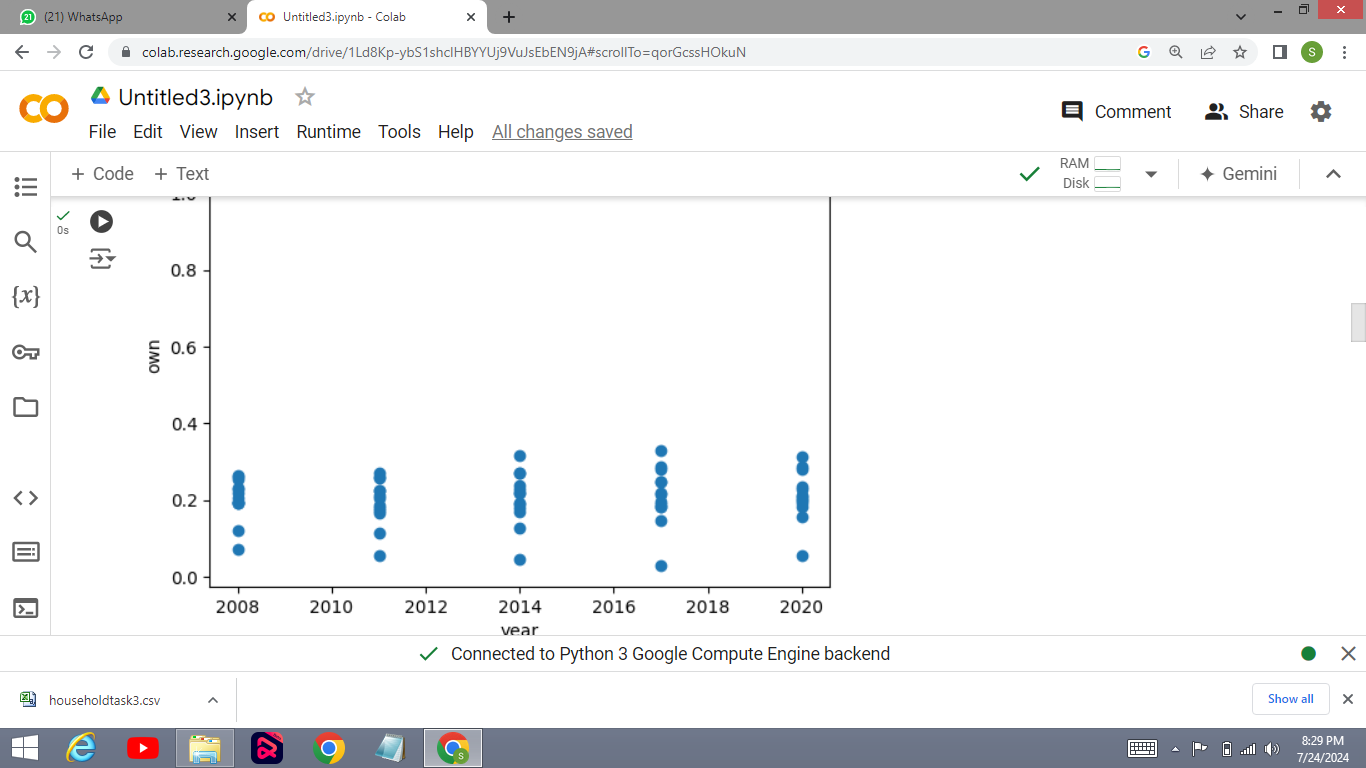 (21) WhatsApp
Untitled3.ipynb - Colab
colab.research.google.com/drive/1Ld8Kp-ybS1shclHBYYUj9VuJsEbEN9jA#scrollTo=qorGcssHOkuN
S
Untitled3.ipynb
Comment
Share
File Edit View Insert Runtime Tools Help All changes saved
+ Code + Text
RAM
Disk
Gemini
0s
1.0
0.8
0.6
0.4
0.2
0.0
own
2008 2010 2012 2014 2016 2018 2020
year
Connected to Python 3 Google Compute Engine backend
householdtask3.csv
Show all
8:29 PM
7/24/2024